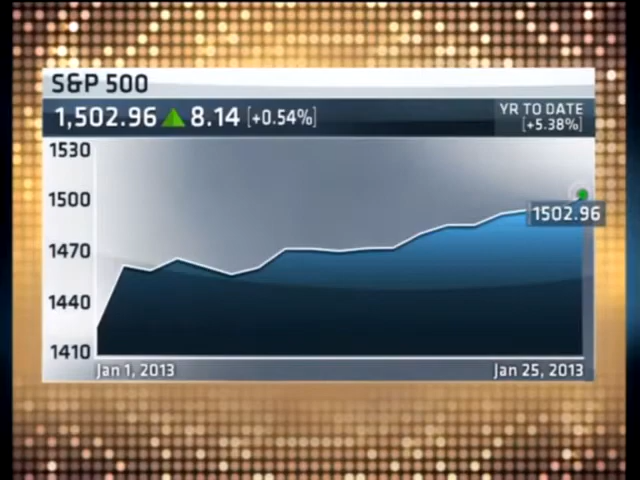 S&P 500
1,502.96 8.14 [+0.54%]
YR TO DATE
[+5.38%]
1530
1500
1470
1440
1410
1502.96
Jan 1, 2013
Jan 25, 2013